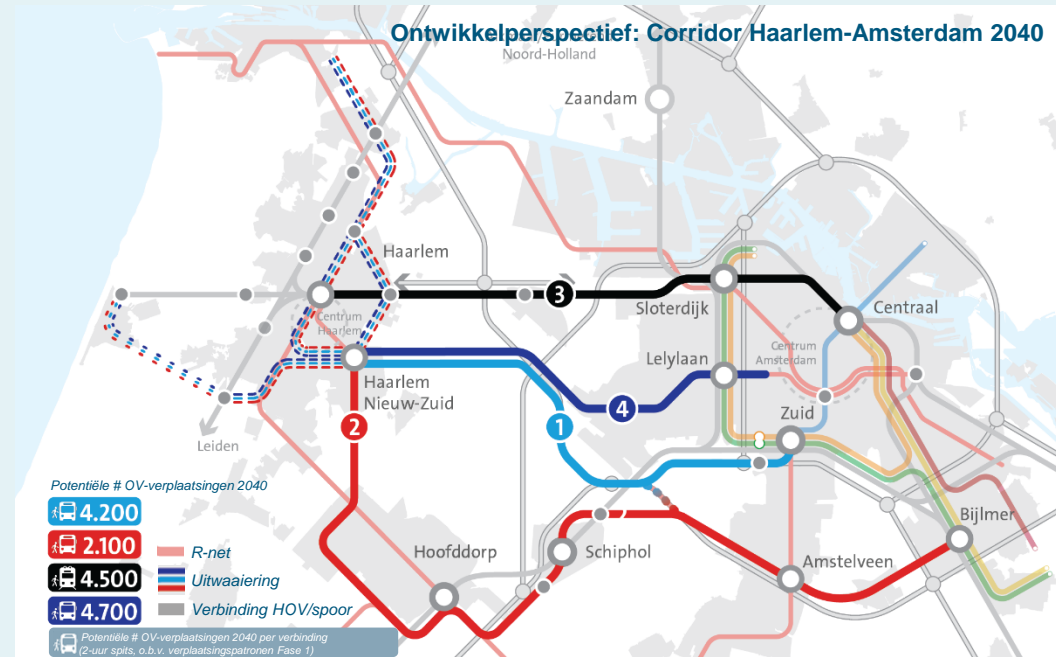 Ontwikkelperspectief: Corridor Haarlem-Amsterdam 2040
Noord-Holland
Zaandam
Haarlem
3
Centrum
Haarlem
Sloterdijk
Centraal
Lelylaan
Centrum
Amsterdam
Haarlem
Nieuw-Zuid
4
Zuid
2
1
Leiden
Potentiële # OV-verplaatsingen 2040
4.200
2.100
4.500
4.700
R-net
Uitwaaiering
Verbinding HOV/spoor
Potentiële # OV-verplaatsingen 2040 per verbinding
(2-uur spits, o.b.v. verplaatsingspatronen Fase 1)
Hoofddorp
Schiphol
Bijlmer
Amstelveen